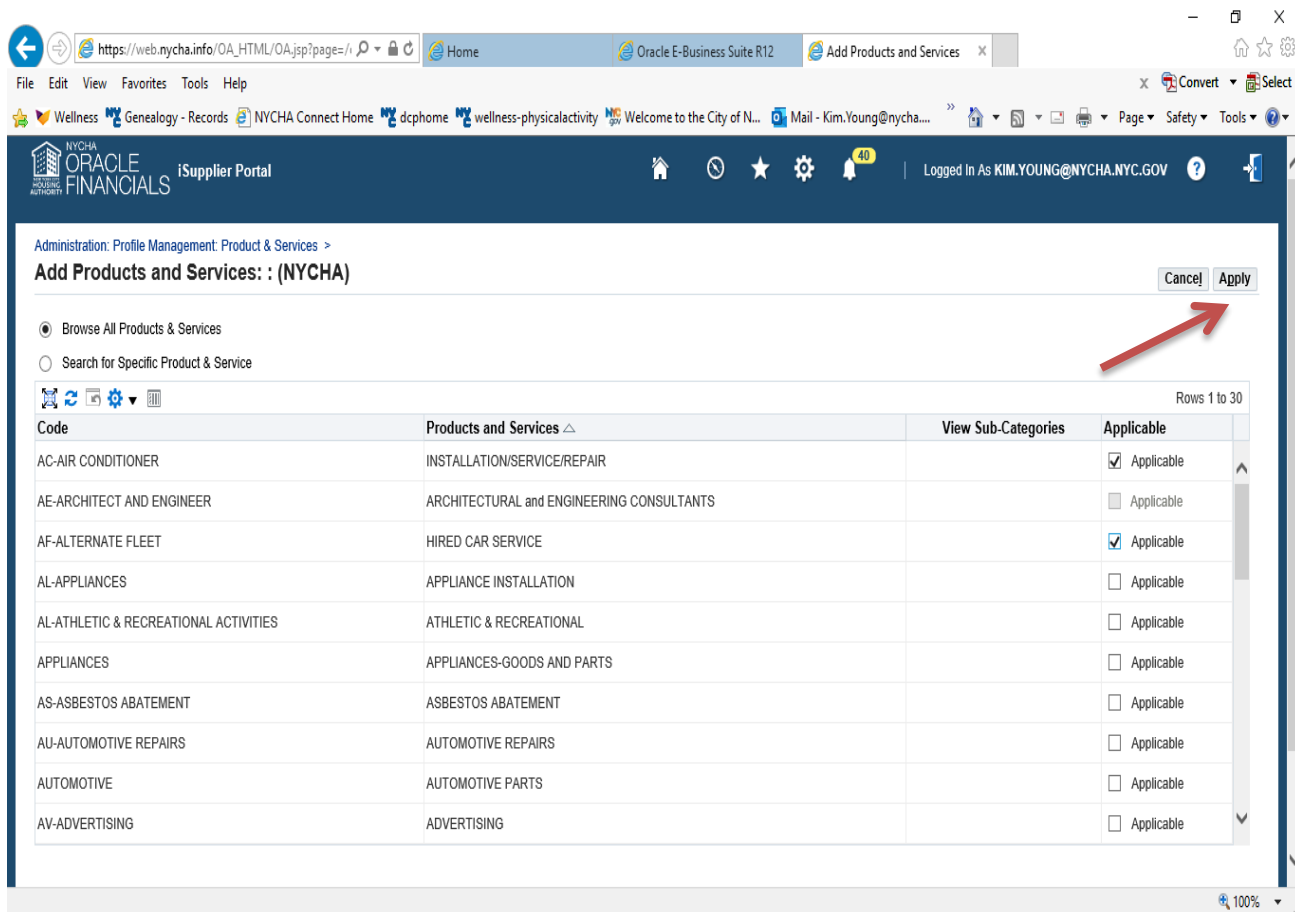 https://web.nycha.info/OA_HTML/OA.jsp?page=/
Home
Oracle E-Business Suite R12
Add Products and Services
File Edit View Favorites Tools Help
Convert
Select
Wellness
Genealogy - Records
NYCHA Connect Home
dcphome
wellness-physicalactivity
Welcome to the City of N...
Mail - Kim.Young@nycha....
Page
Safety
Tools
NYCHA
ORACLE
FINANCIALS
NEW YORK CITY
HOUSING
AUTHORITY
iSupplier Portal
40
Logged In As KIM.YOUNG@NYCHA.NYC.GOV
Administration: Profile Management: Product & Services >
Add Products and Services: : (NYCHA)
Cancel Apply
Browse All Products & Services
Search for Specific Product & Service
Rows 1 to 30
Code Products and Services View Sub-Categories Applicable
AC-AIR CONDITIONER INSTALLATION/SERVICE/REPAIR Applicable
AE-ARCHITECT AND ENGINEER ARCHITECTURAL and ENGINEERING CONSULTANTS Applicable
AF-ALTERNATE FLEET HIRED CAR SERVICE Applicable
AL-APPLIANCES APPLIANCE INSTALLATION Applicable
AL-ATHLETIC & RECREATIONAL ACTIVITIES ATHLETIC & RECREATIONAL Applicable
APPLIANCES APPLIANCES-GOODS AND PARTS Applicable
AS-ASBESTOS ABATEMENT ASBESTOS ABATEMENT Applicable
AU-AUTOMOTIVE REPAIRS AUTOMOTIVE REPAIRS Applicable
AUTOMOTIVE AUTOMOTIVE PARTS Applicable
AV-ADVERTISING ADVERTISING Applicable
100%